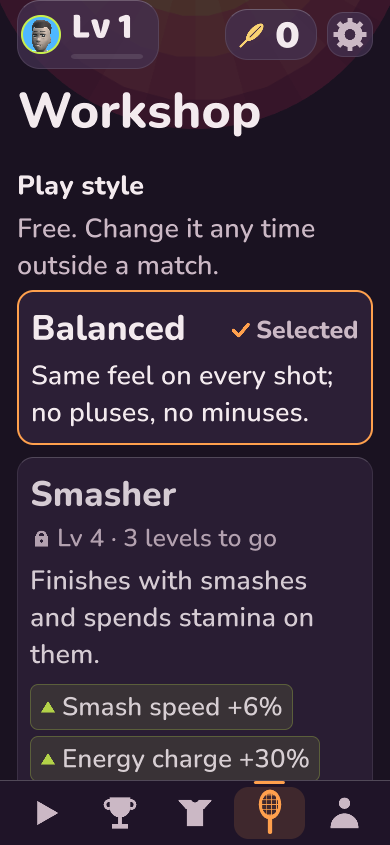 Lv 1
0
Workshop
Play style
Free. Change it any time
outside a match.
Balanced
Selected
Same feel on every shot;
no pluses, no minuses.
Smasher
Lv 4 · 3 levels to go
Finishes with smashes
and spends stamina on
them.
Smash speed +6%
Energy charge +30%